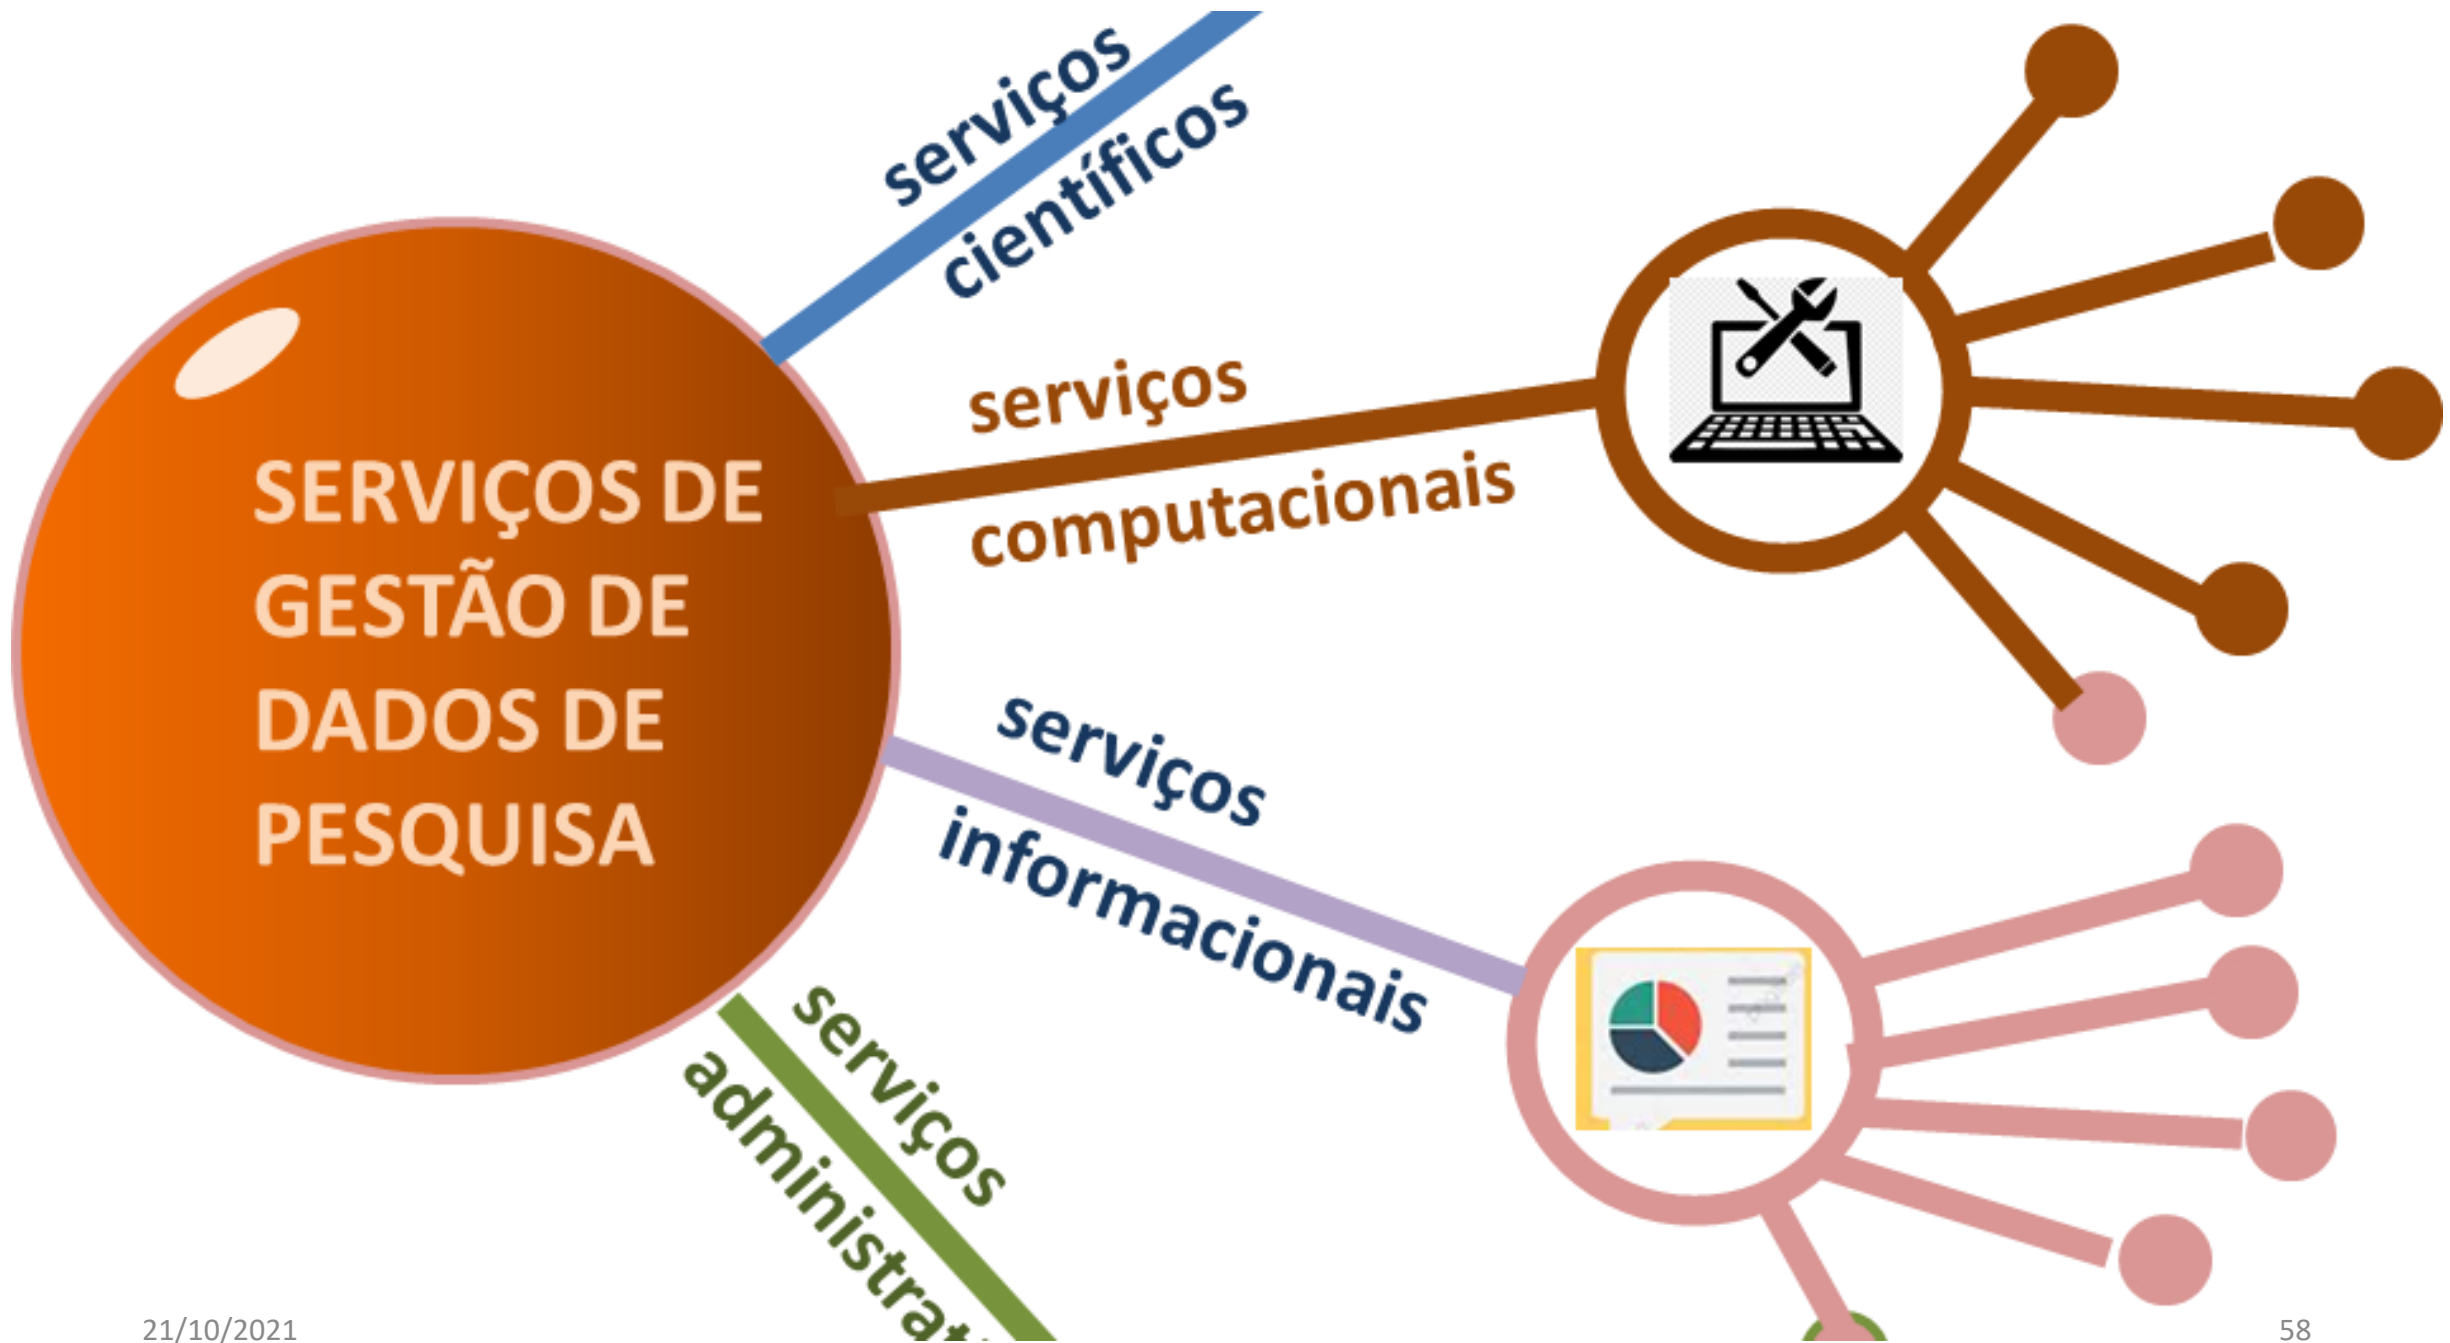 serviços
científicos
serviços
computacionais
SERVIÇOS DE
GESTÃO DE
DADOS DE
PESQUISA
serviços
informacionais
serviços
21/10/2021
58